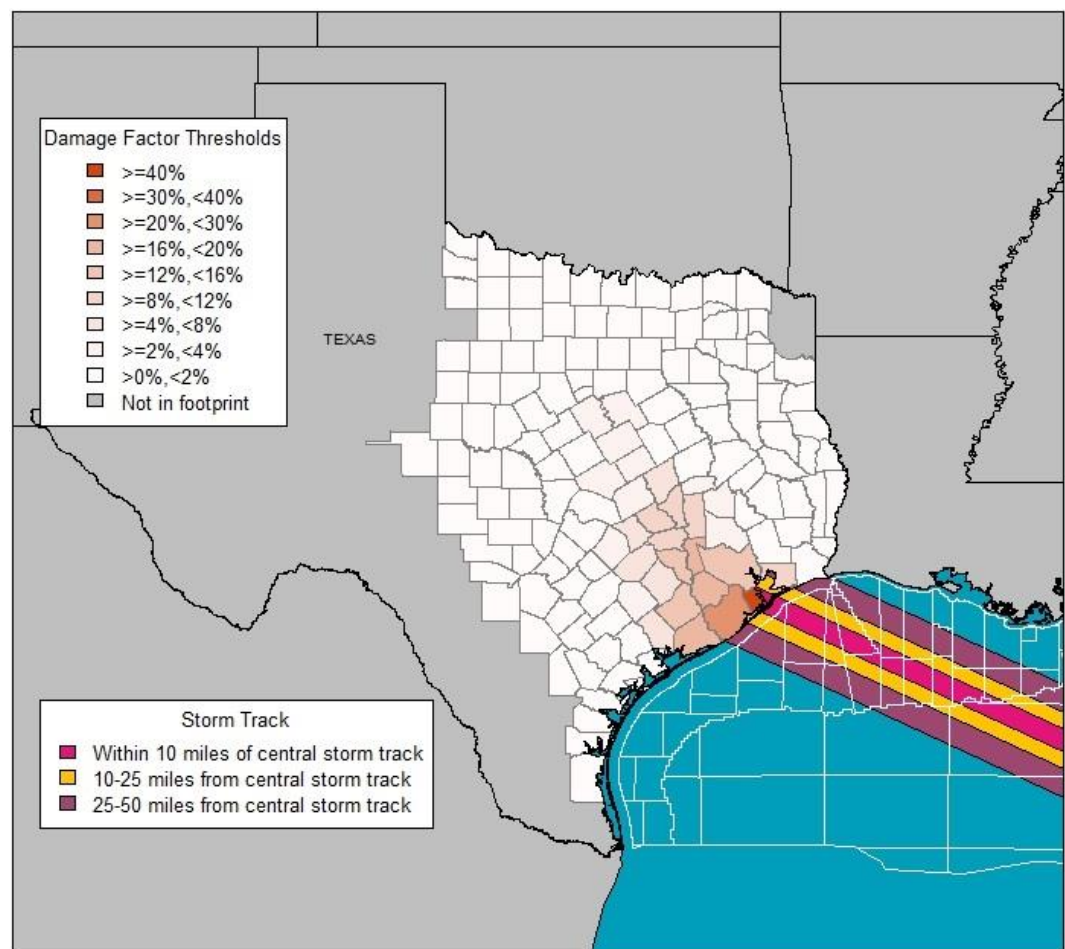 Damage Factor Thresholds
>=40%
>=30%,<40%
>=20%,<30%
>=16%,<20%
>=12%,<16%
>=8%,<12%
>=4%,<8%
>=2%,<4%
>0%,<2%
Not in footprint
TEXAS
Storm Track
Within 10 miles of central storm track
10-25 miles from central storm track
25-50 miles from central storm track